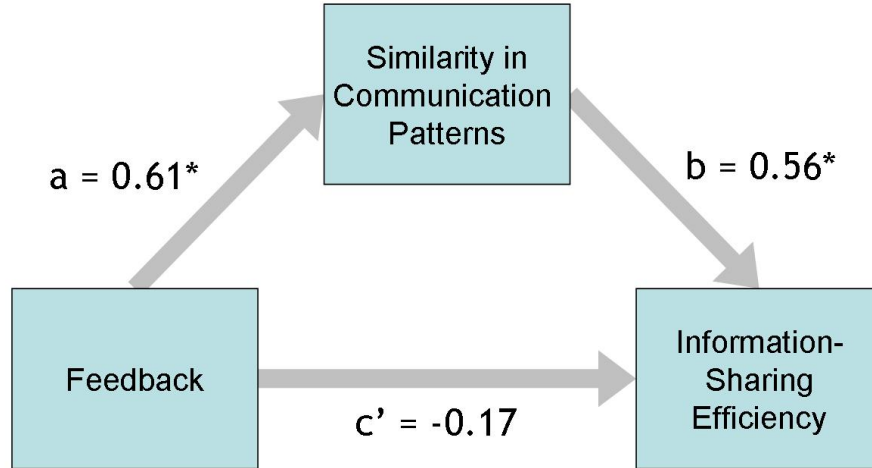 Similarity in
Communication
Patterns
a = 0.61*
b = 0.56*
Feedback
Information-
Sharing
Efficiency
c’ = -0.17